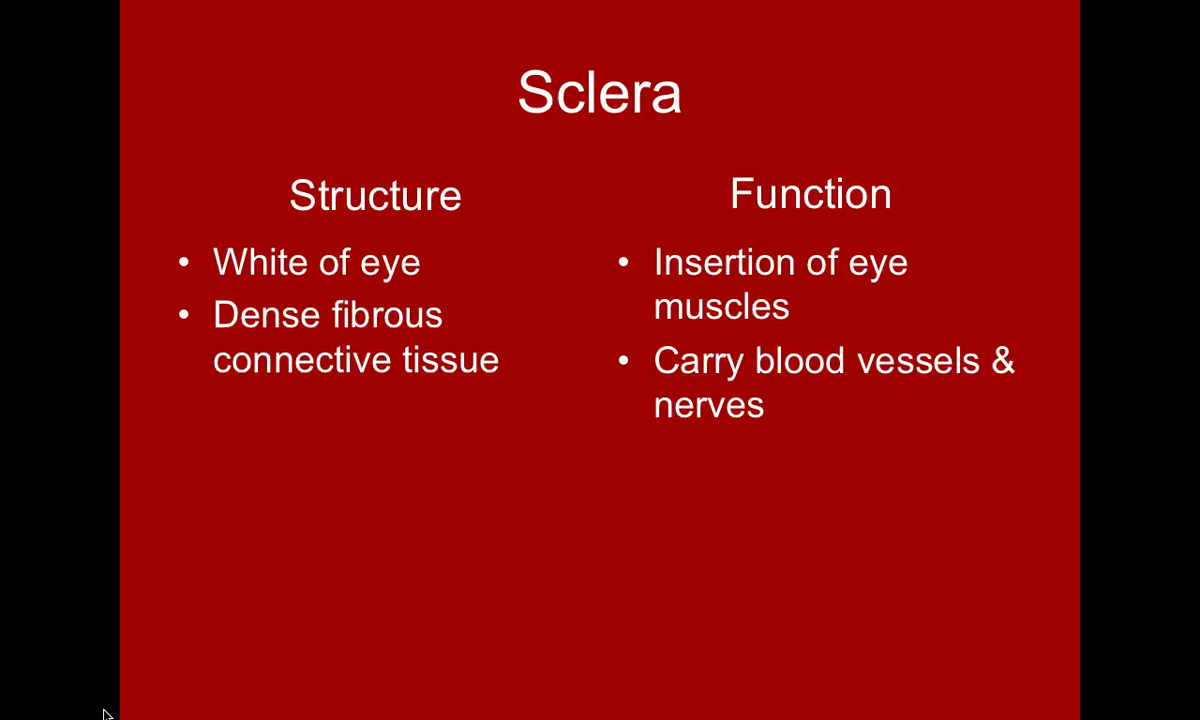 Sclera
Structure
• White of eye
• Dense fibrous
connective tissue
Function
• Insertion of eye
muscles
• Carry blood vessels &
nerves